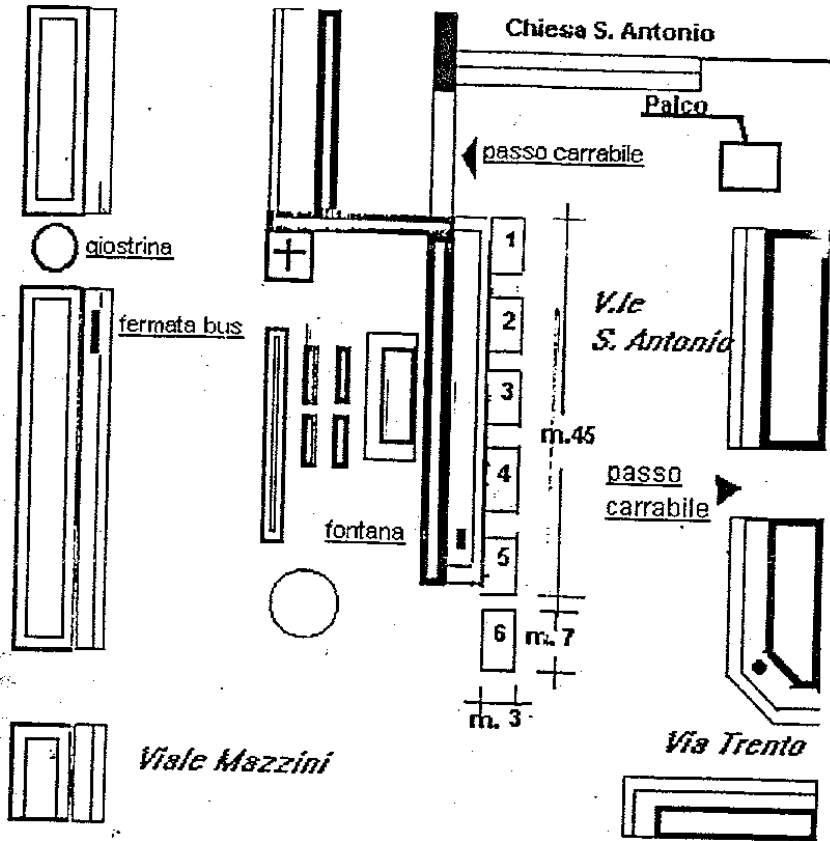 Chiesa S. Antonio
Palco
passo carrabile
giostrina
1
V.le
S. Antonio
2
fermata bus
3
m.45
4
passo
carrabile
fontana
5
6
m. 7
m. 3
Via Trento
Viale Mazzini